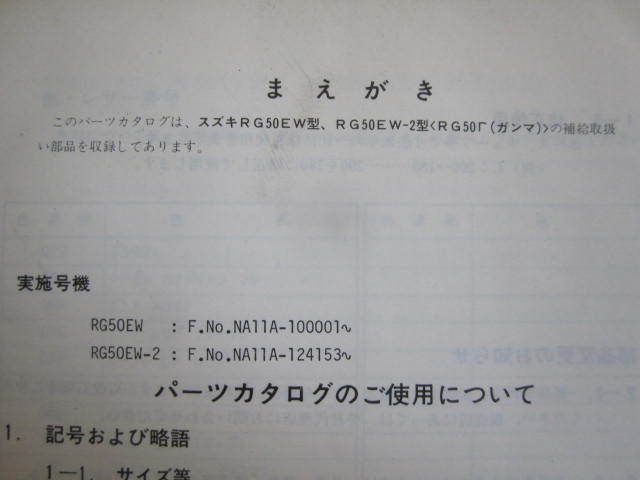 まえがき
このパーツカタログは、スズキRG50EW型、RG50EW-2型<RG50Γ(ガンマ)>の補給取扱
い部品を収録してあります。
実施号機
RG50EW : F.No.NA11A-100001~
RG50EW-2 : F.No.NA11A-124153~
パーツカタログのご使用について
1. 記号および略語
1-1. サイズ等